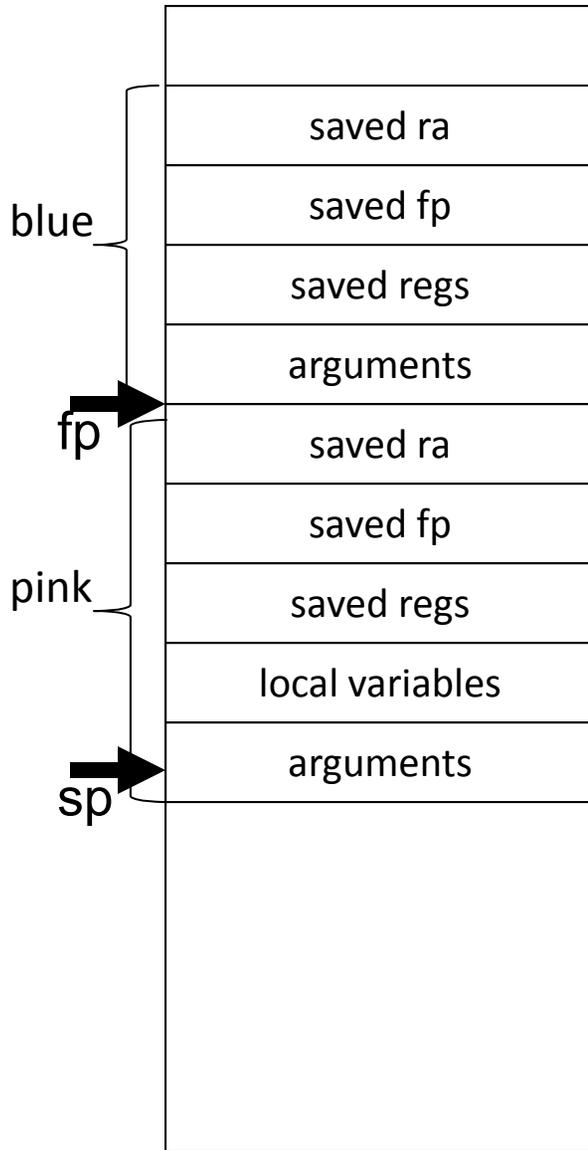 saved ra
saved fp
blue
saved regs
arguments
fp
saved ra
saved fp
pink
saved regs
local variables
arguments
sp